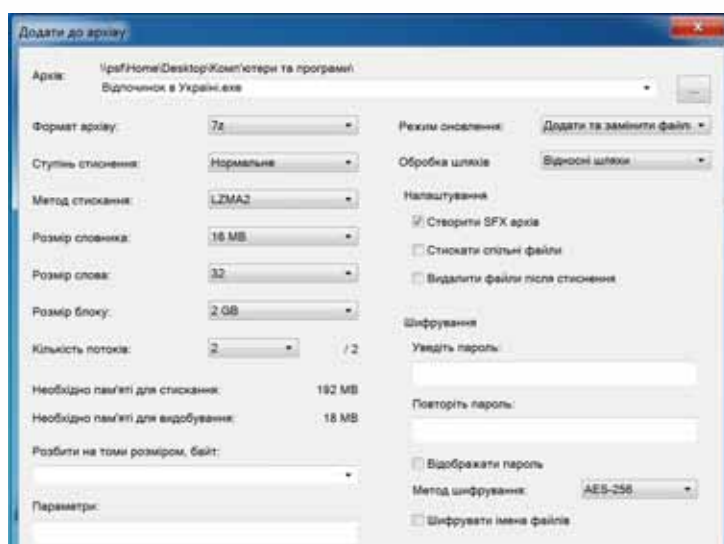 Додати до архіву
Архів:
\\psf\Home\Desktop\Комп'ютери та програми\
Відпочинок в Україні.exe
...
Формат архіву:
7z
Ступінь стиснення:
Нормальне
Метод стискання:
LZMA2
Розмір словника:
16 MB
Розмір слова:
32
Розмір блоку:
2 GB
Кількість потоків:
2
/ 2
Необхідно пам'яті для стискання:
192 MB
Необхідно пам'яті для видобування:
18 MB
Розбити на томи розміром, байт:
Параметри:
Режим оновлення:
Додати та замінити файл
Обробка шляхів
Відносні шляхи
Налаштування
Створити SFX архів
Стискати спільні файли
Видалити файли після стиснення
Шифрування
Уведіть пароль:
Повторіть пароль:
Відображати пароль
Метод шифрування:
AES-256
Шифрувати імена файлів